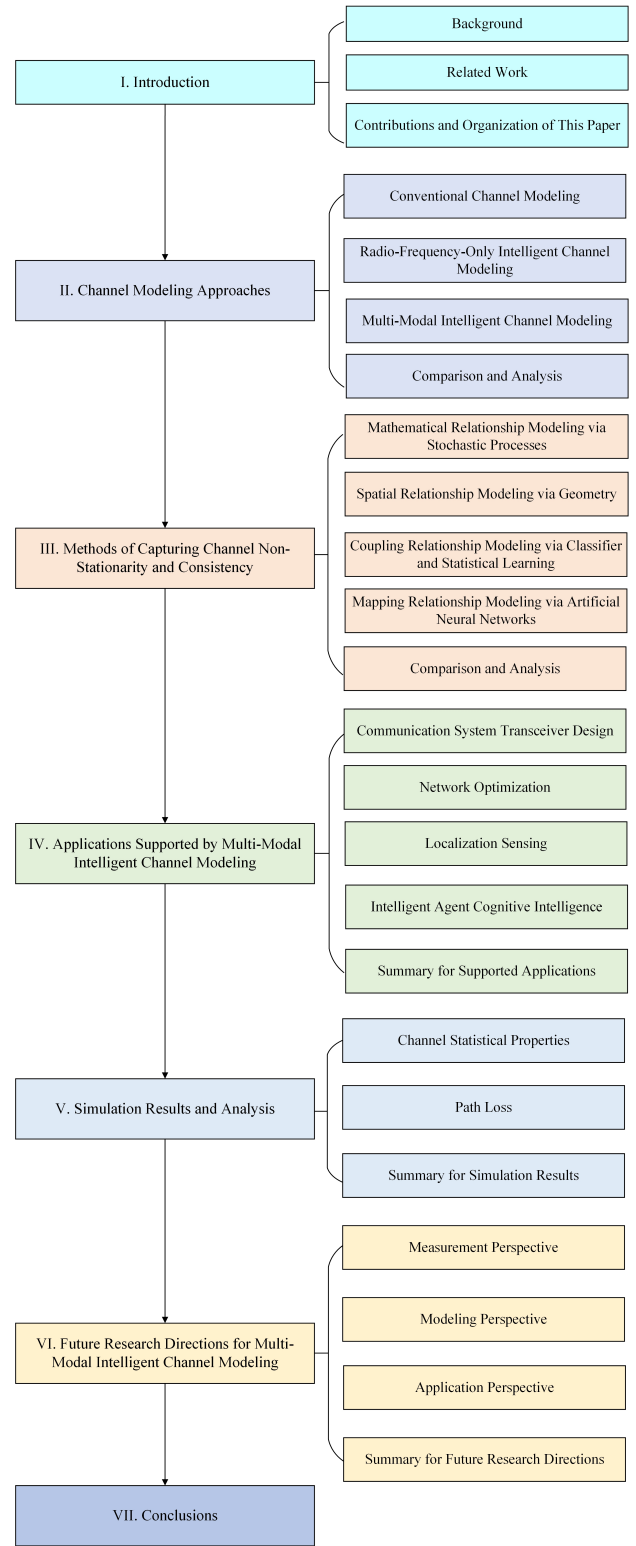 I. Introduction
Background
Related Work
Contributions and Organization of This Paper
II. Channel Modeling Approaches
Conventional Channel Modeling
Radio-Frequency-Only Intelligent Channel
Modeling
Multi-Modal Intelligent Channel Modeling
Comparison and Analysis
III. Methods of Capturing Channel Non-
Stationarity and Consistency
Mathematical Relationship Modeling via
Stochastic Processes
Spatial Relationship Modeling via Geometry
Coupling Relationship Modeling via Classifier
and Statistical Learning
Mapping Relationship Modeling via Artificial
Neural Networks
Comparison and Analysis
IV. Applications Supported by Multi-Modal
Intelligent Channel Modeling
Communication System Transceiver Design
Network Optimization
Localization Sensing
Intelligent Agent Cognitive Intelligence
Summary for Supported Applications
V. Simulation Results and Analysis
Channel Statistical Properties
Path Loss
Summary for Simulation Results
VI. Future Research Directions for Multi-
Modal Intelligent Channel Modeling
Measurement Perspective
Modeling Perspective
Application Perspective
Summary for Future Research Directions
VII. Conclusions